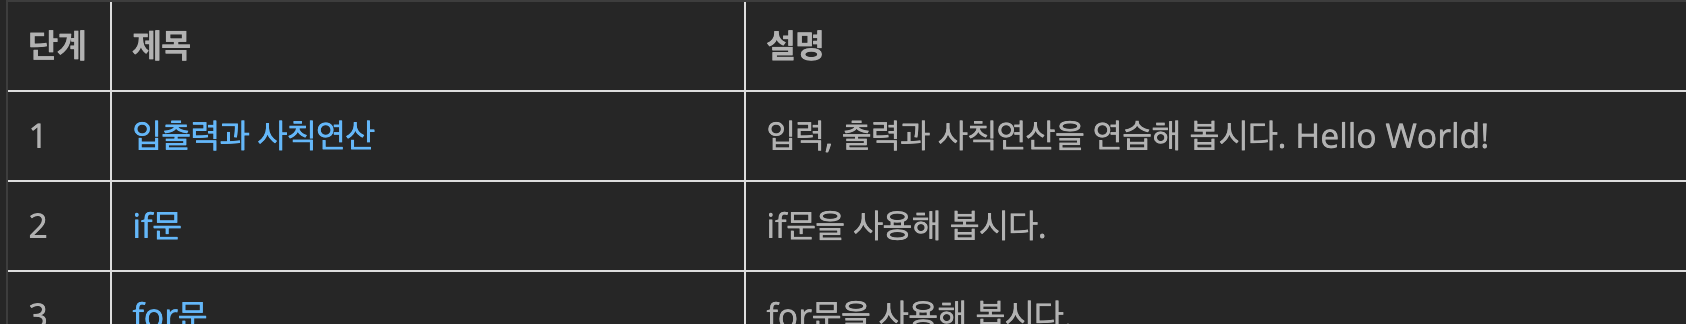 단계 제목 설명
1 입출력과 사칙연산 입력, 출력과 사칙연산을 연습해 봅시다. Hello World!
2 if문 if문을 사용해 봅시다.
3 for문 for문을 사용해 봅시다.